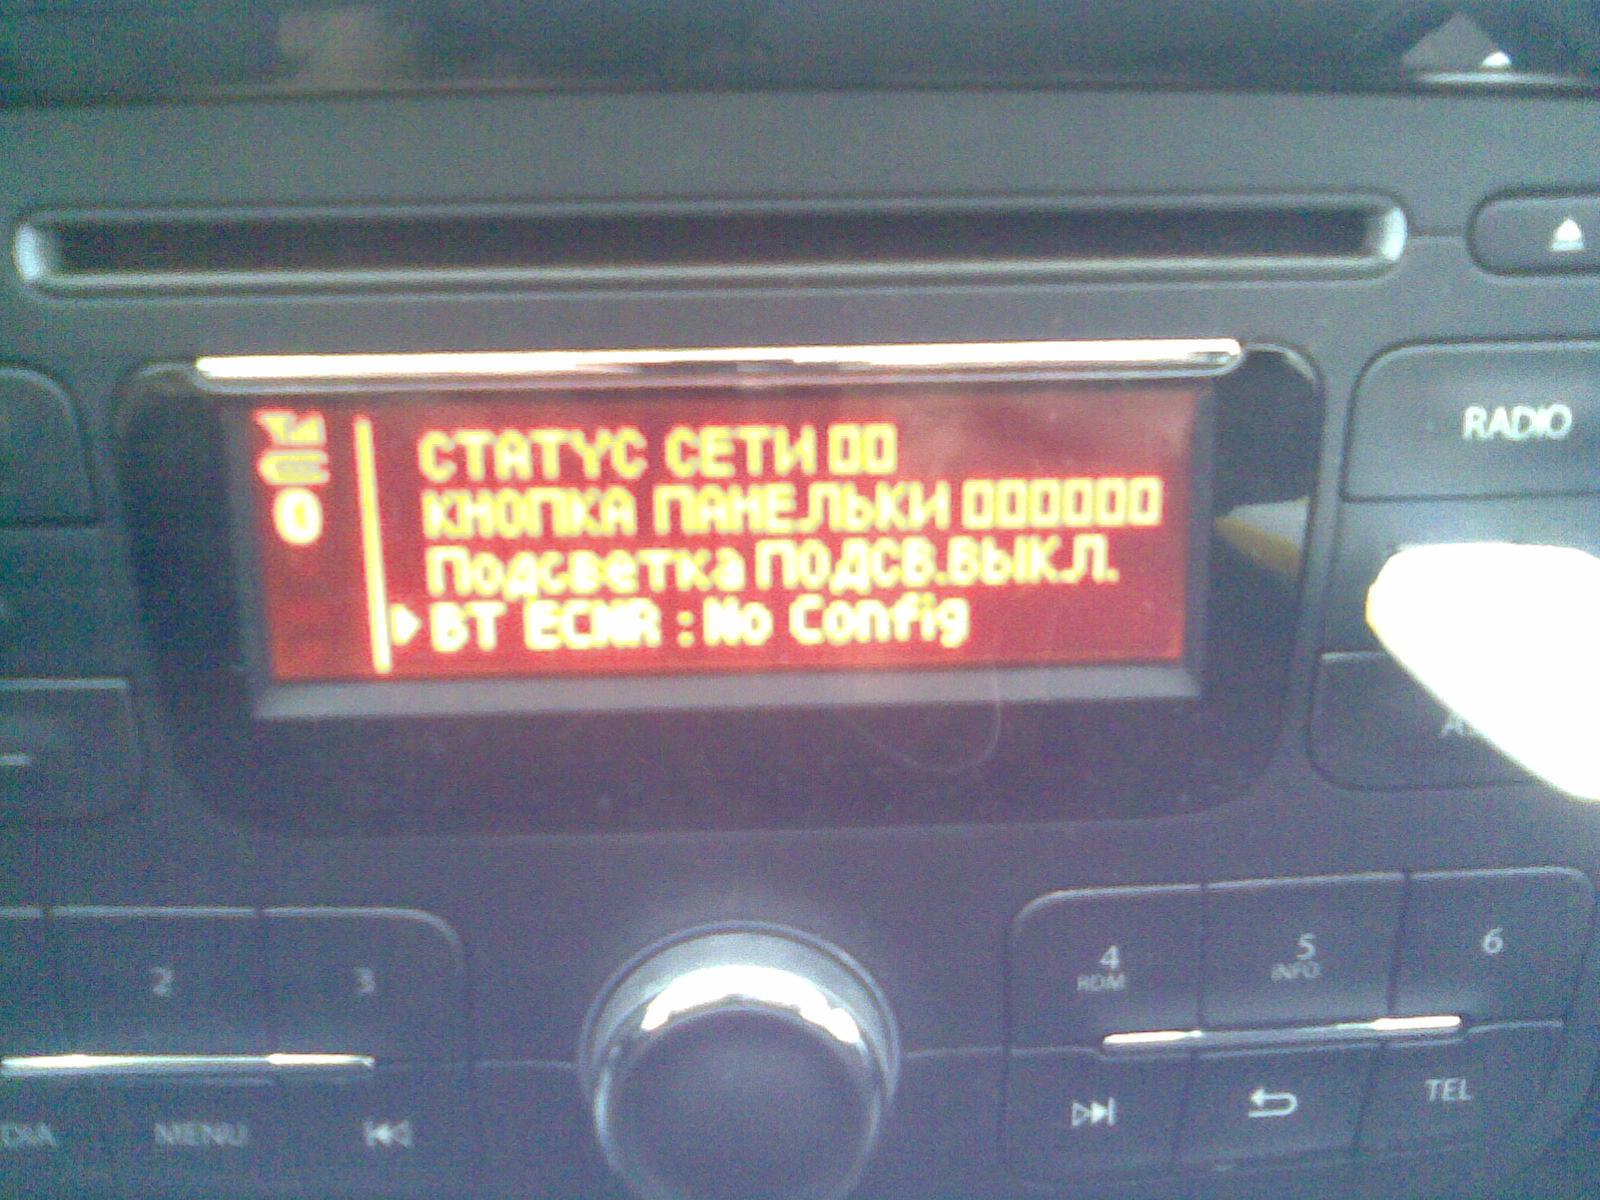 СТАТУС СЕТИ 00
КНОПКА ПАНЕЛЬКИ 000000
Подсветка ПОДСВ.ВЫКЛ.
BT ECNR : No Config
RADIO
2
3
4
RDM
5
INFO
6
MENU
TEL